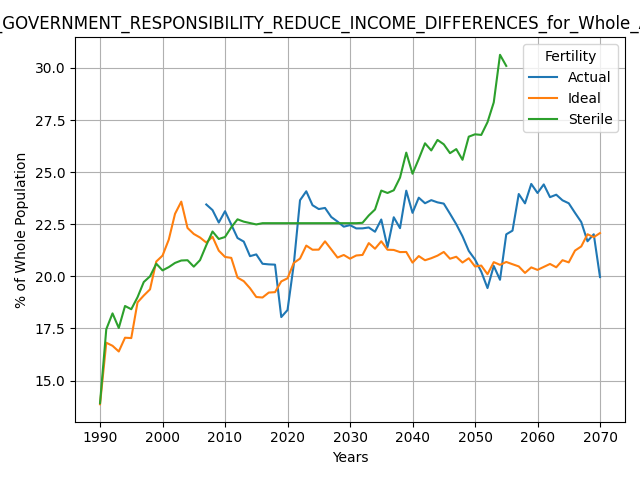 _GOVERNMENT_RESPONSIBILITY_REDUCE_INCOME_DIFFERENCES_for_Whole_
Fertility
Actual
Ideal
Sterile
% of Whole Population
30.0
27.5
25.0
22.5
20.0
17.5
15.0
1990 2000 2010 2020 2030 2040 2050 2060 2070
Years